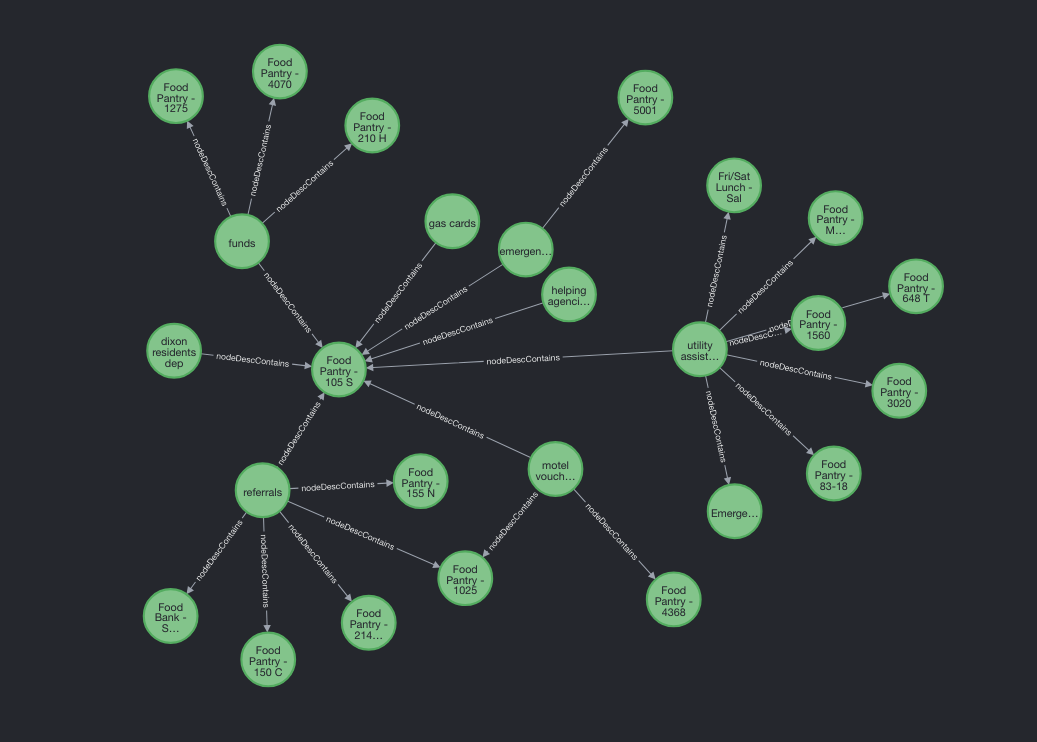 Food
Pantry -
4070
Food
Pantry -
1275
Food
Pantry -
210 H
Food
Pantry -
5001
nodeDescContains
nodeDescContains
nodeDescContains
nodeDescContains
Fri/Sat
Lunch -
Sal
Food
Pantry -
M...
gas cards
funds
emergen...
nodeDescContains
nodeDescContains
nodeDescContains
nodeDescContains
nodeDescContains
helping
agenci...
Food
Pantry -
648 T
nodeDescContains
Food
Pantry -
1560
nodeDescC...
dixon
residents
dep
nodeDescContains
Food
Pantry -
105 S
nodeDescContains
utility
assist...
nodeDescContains
Food
Pantry -
3020
nodeDescContains
nodeDescContains
nodeDescContains
nodeDescContains
motel
vouch...
Food
Pantry -
83-18
Food
Pantry -
155 N
referrals
nodeDescContains
Emerge...
nodeDescContains
nodeDescContains
nodeDescContains
nodeDescContains
nodeDescContains
nodeDescContains
Food
Pantry -
1025
Food
Pantry -
4368
Food
Bank -
S...
Food
Pantry -
214...
Food
Pantry -
150 C